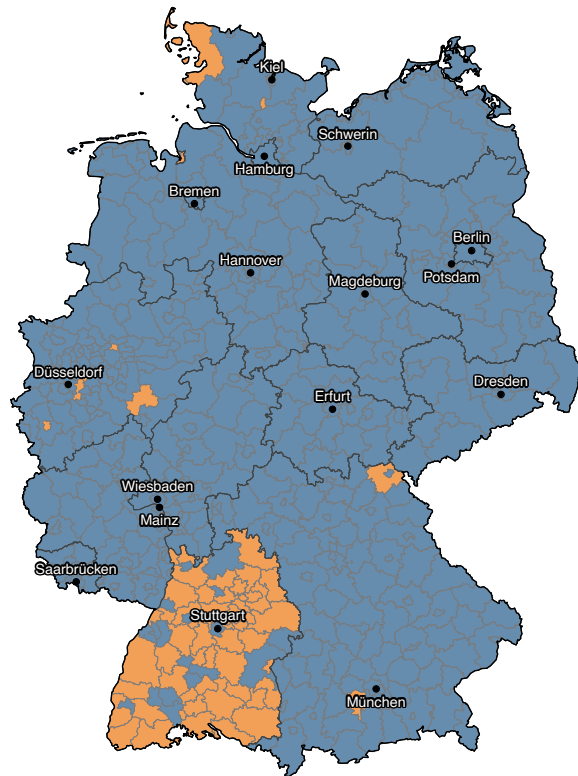 Kiel
Schwerin
Hamburg
Bremen
Berlin
Hannover
Potsdam
Magdeburg
Düsseldorf
Dresden
Erfurt
Wiesbaden
Mainz
Saarbrücken
Stuttgart
München